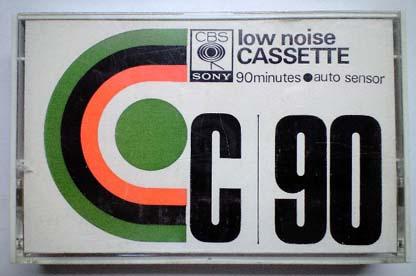 CBS
SONY
low noise
CASSETTE
90minutes●auto sensor
C|90